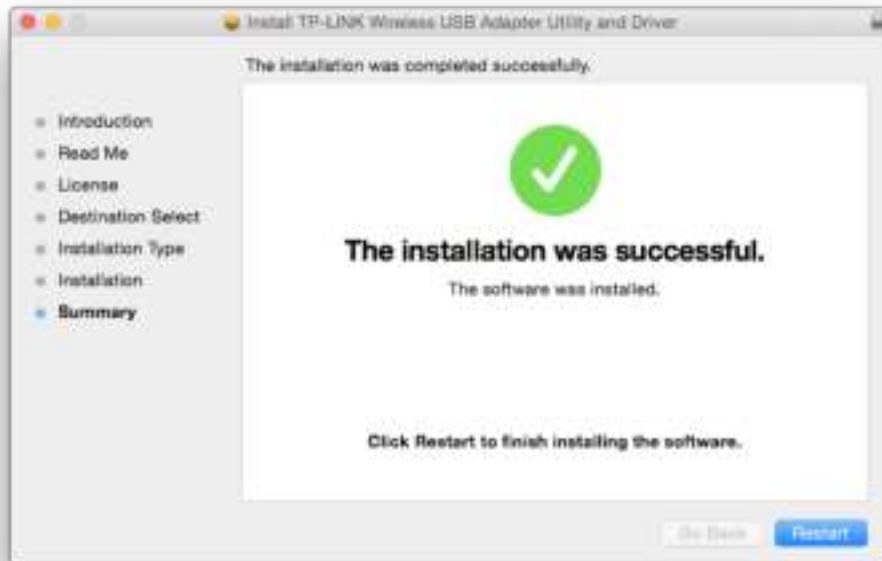 Install TP-LINK Wireless USB Adapter Utility and Driver
The installation was completed successfully.
Introduction
Read Me
License
Destination Select
Installation Type
Installation
Summary
The installation was successful.
The software was installed.
Click Restart to finish installing the software.
Go Back
Restart